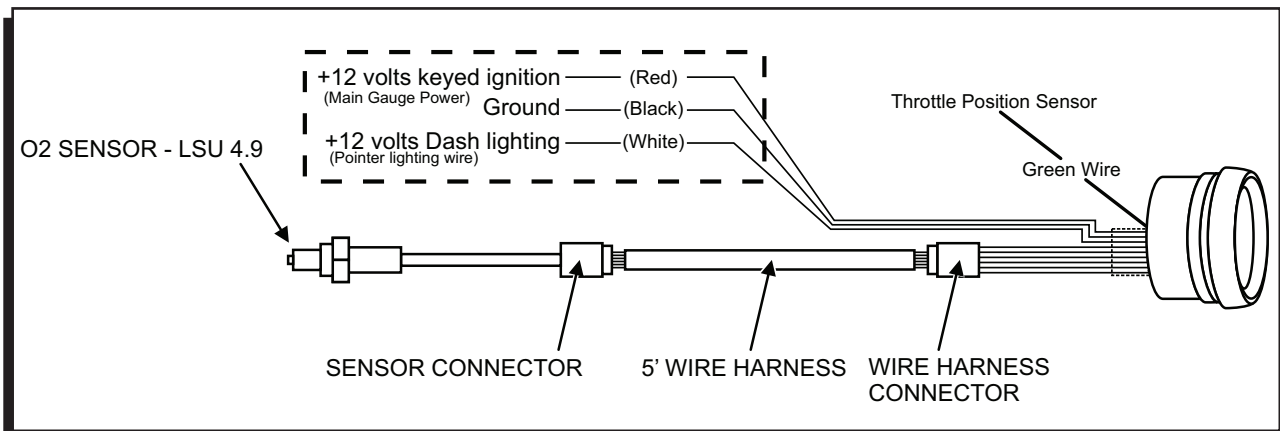 +12 volts keyed ignition (Red)
(Main Gauge Power)
Ground (Black)
+12 volts Dash lighting (White)
(Pointer lighting wire)
Throttle Position Sensor
Green Wire
O2 SENSOR - LSU 4.9
SENSOR CONNECTOR
5' WIRE HARNESS
WIRE HARNESS
CONNECTOR